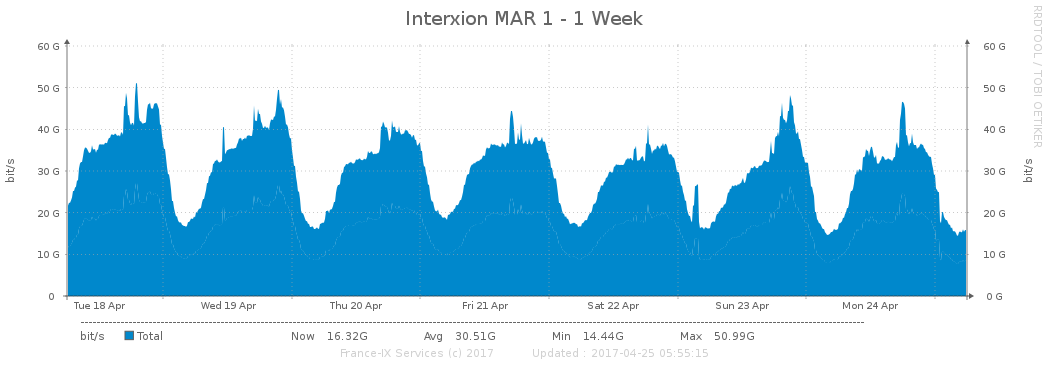 Interxion MAR 1 - 1 Week
RRDTOOL / TOBI OETIKER
60 G 60 G
50 G 50 G
40 G 40 G
30 G 30 G
20 G 20 G
10 G 10 G
0 0 G
bit/s
bit/s
Tue 18 Apr Wed 19 Apr Thu 20 Apr Fri 21 Apr Sat 22 Apr Sun 23 Apr Mon 24 Apr
bit/s Total Now 16.32G Avg 30.51G Min 14.44G Max 50.99G
France-IX Services (c) 2017 Updated : 2017-04-25 05:55:15